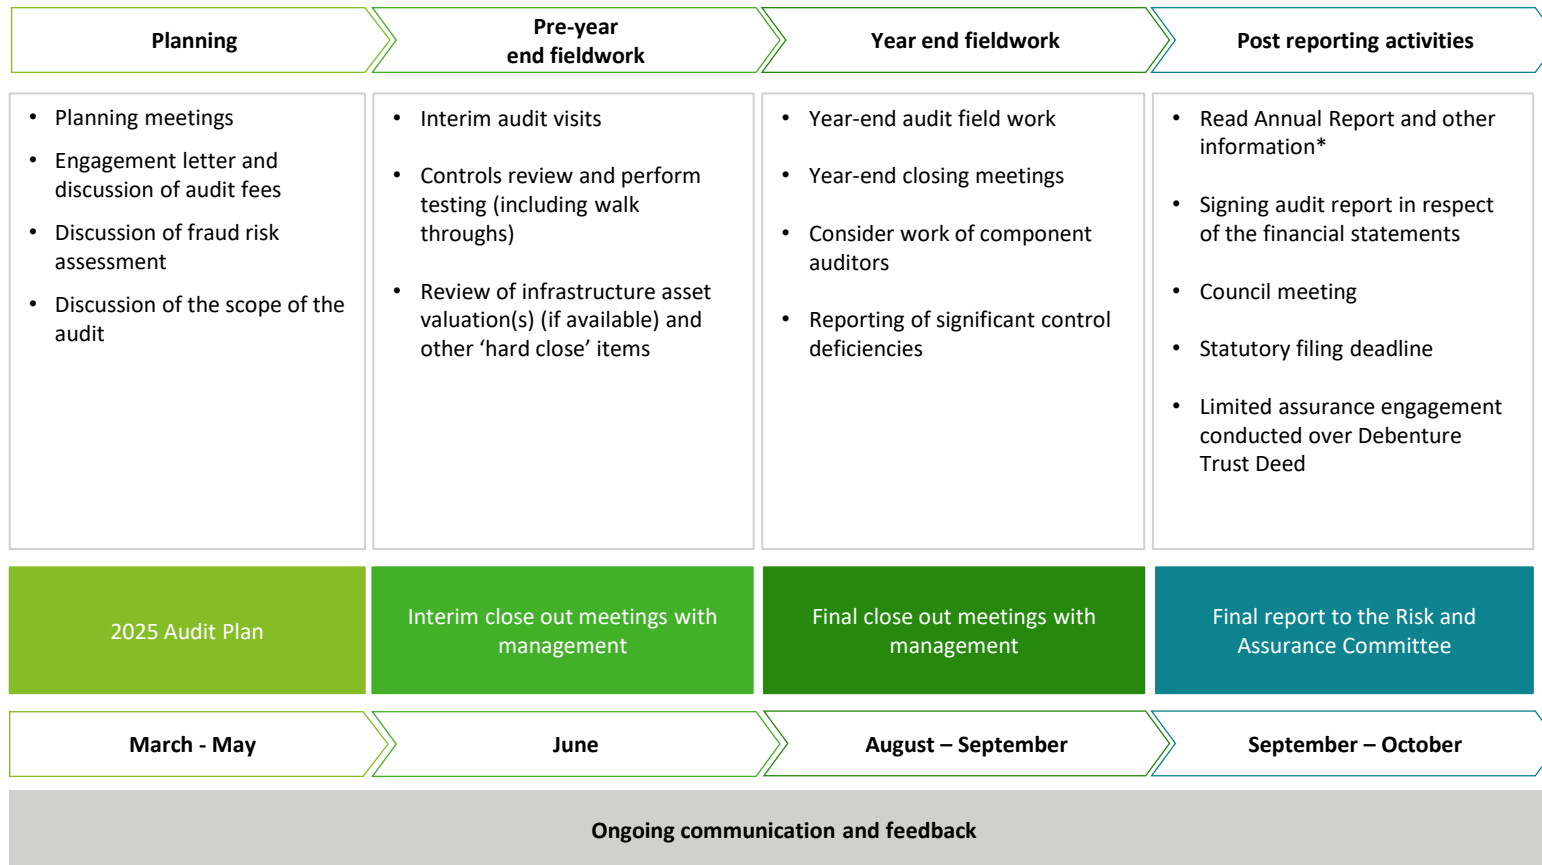 Planning
Pre-year
end fieldwork
Year end fieldwork
Post reporting activities
• Planning meetings
• Engagement letter and
discussion of audit fees
• Discussion of fraud risk
assessment
• Discussion of the scope of the
audit
• Interim audit visits
• Controls review and perform
testing (including walk
throughs)
• Review of infrastructure asset
valuation(s) (if available) and
other ‘hard close’ items
• Year-end audit field work
• Year-end closing meetings
• Consider work of component
auditors
• Reporting of significant control
deficiencies
• Read Annual Report and other
information*
• Signing audit report in respect
of the financial statements
• Council meeting
• Statutory filing deadline
• Limited assurance engagement
conducted over Debenture
Trust Deed
2025 Audit Plan
Interim close out meetings with
management
Final close out meetings with
management
Final report to the Risk and
Assurance Committee
March - May
June
August – September
September – October
Ongoing communication and feedback